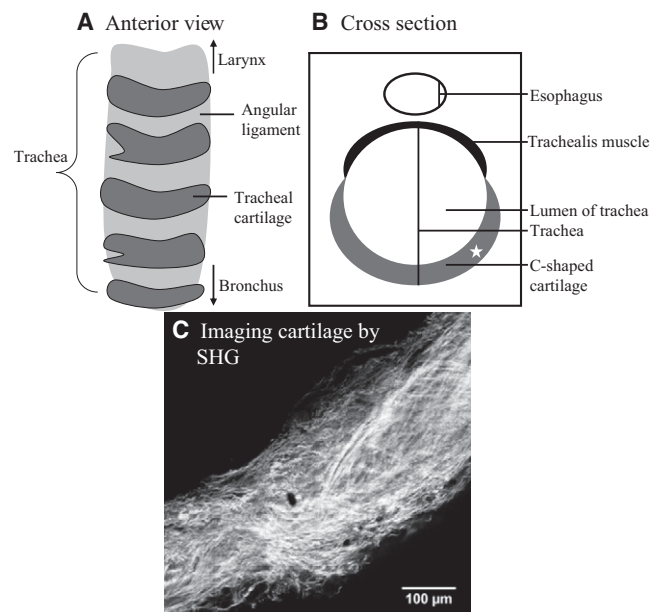 A Anterior view
Larynx
Angular
ligament
Trachea
Tracheal
cartilage
Bronchus
B Cross section
Esophagus
Trachealis muscle
Lumen of trachea
Trachea
C-shaped
cartilage
C Imaging cartilage by
SHG
100 µm